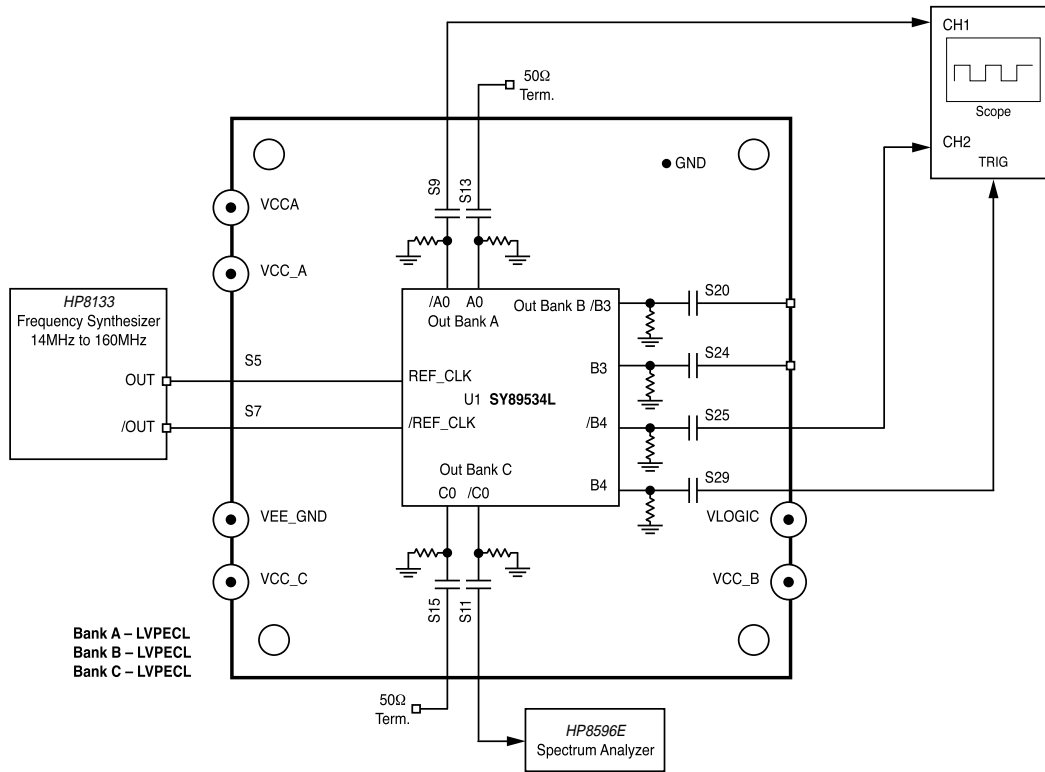 CH1
Scope
CH2
TRIG
50Ω
Term.
GND
S9
S13
VCCA
VCC_A
HP8133
Frequency Synthesizer
14MHz to 160MHz
OUT
/OUT
S5
S7
/A0 A0
Out Bank A
Out Bank B /B3
REF_CLK
B3
U1 SY89534L
/REF_CLK
/B4
Out Bank C
C0 /C0
B4
S20
S24
S25
S29
VEE_GND
VLOGIC
VCC_C
VCC_B
S15
S11
Bank A – LVPECL
Bank B – LVPECL
Bank C – LVPECL
50Ω
Term.
HP8596E
Spectrum Analyzer